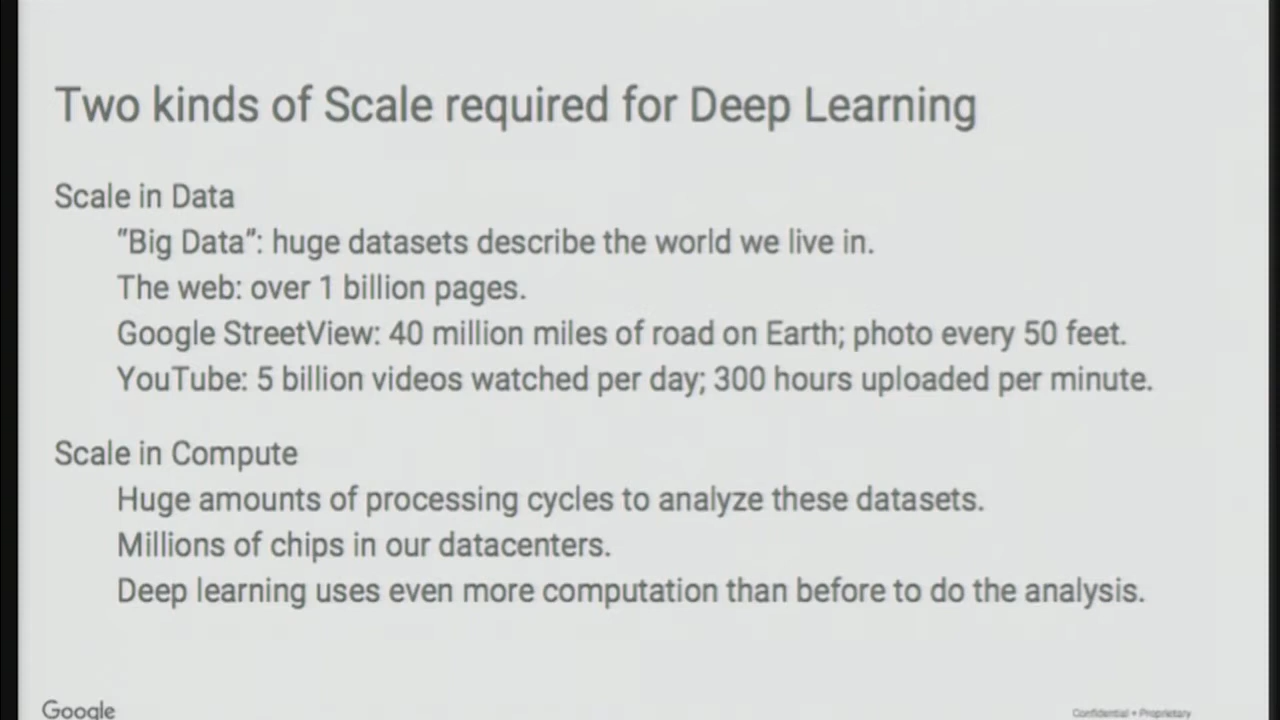 Two kinds of Scale required for Deep Learning
Scale in Data
“Big Data”: huge datasets describe the world we live in.
The web: over 1 billion pages.
Google StreetView: 40 million miles of road on Earth; photo every 50 feet.
YouTube: 5 billion videos watched per day; 300 hours uploaded per minute.
Scale in Compute
Huge amounts of processing cycles to analyze these datasets.
Millions of chips in our datacenters.
Deep learning uses even more computation than before to do the analysis.
Google
Confidential + Proprietary